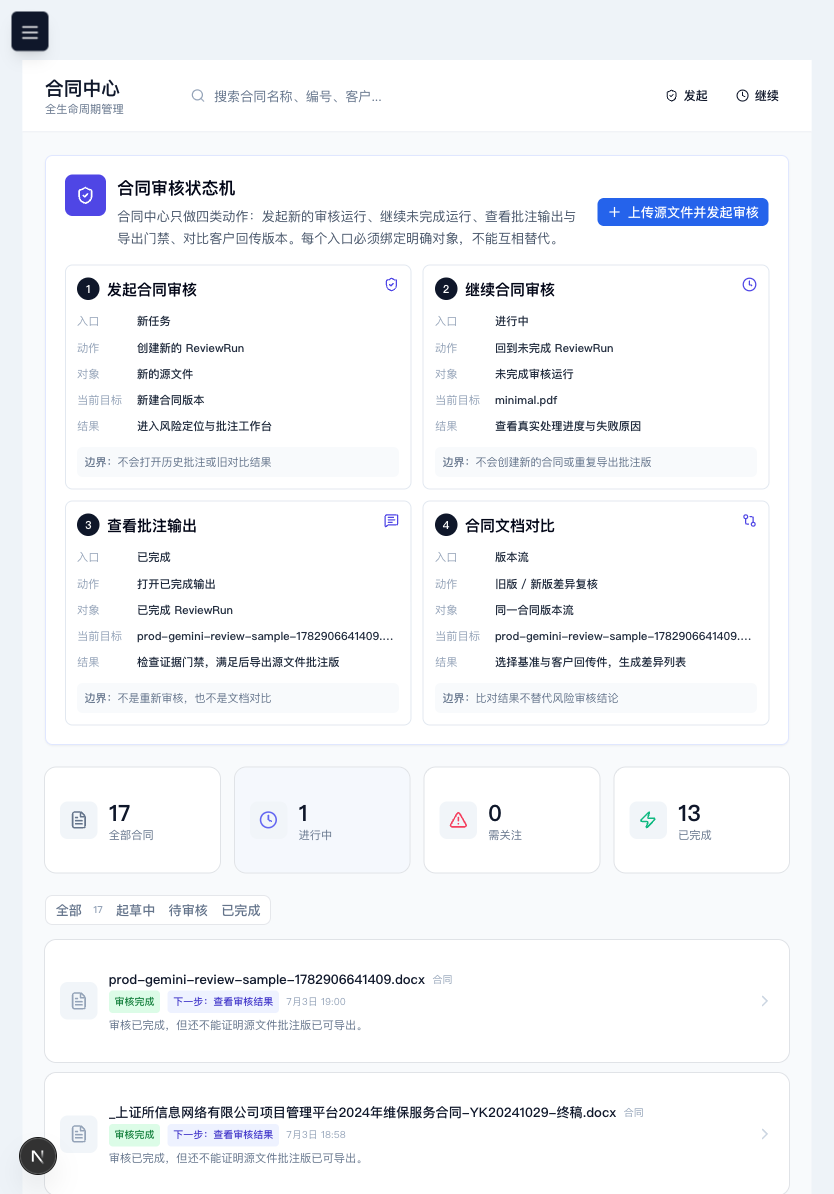 合同中心
全生命周期管理
搜索合同名称、编号、客户...
发起
继续
合同审核状态机
合同中心只做四类动作：发起新的审核运行、继续未完成运行、查看批注输出与
导出门禁、对比客户回传版本。每个入口必须绑定明确对象，不能互相替代。
上传源文件并发起审核
1 发起合同审核
入口 新任务
动作 创建新的 ReviewRun
对象 新的源文件
当前目标 新建合同版本
结果 进入风险定位与批注工作台
边界：不会打开历史批注或旧对比结果
2 继续合同审核
入口 进行中
动作 回到未完成 ReviewRun
对象 未完成审核运行
当前目标 minimal.pdf
结果 查看真实处理进度与失败原因
边界：不会创建新的合同或重复导出批注版
3 查看批注输出
入口 已完成
动作 打开已完成输出
对象 已完成 ReviewRun
当前目标 prod-gemini-review-sample-1782906641409....
结果 检查证据门禁，满足后导出源文件批注版
边界：不是重新审核，也不是文档对比
4 合同文档对比
入口 版本流
动作 旧版 / 新版差异复核
对象 同一合同版本流
当前目标 prod-gemini-review-sample-1782906641409....
结果 选择基准与客户回传件，生成差异列表
边界：比对结果不替代风险审核结论
17
全部合同
1
进行中
0
需关注
13
已完成
全部 17 起草中 待审核 已完成
prod-gemini-review-sample-1782906641409.docx 合同
审核完成 下一步：查看审核结果 7月3日 19:00
审核已完成，但还不能证明源文件批注版已可导出。
_上证所信息网络有限公司项目管理平台2024年维保服务合同-YK20241029-终稿.docx 合同
审核完成 下一步：查看审核结果 7月3日 18:58
审核已完成，但还不能证明源文件批注版已可导出。
N